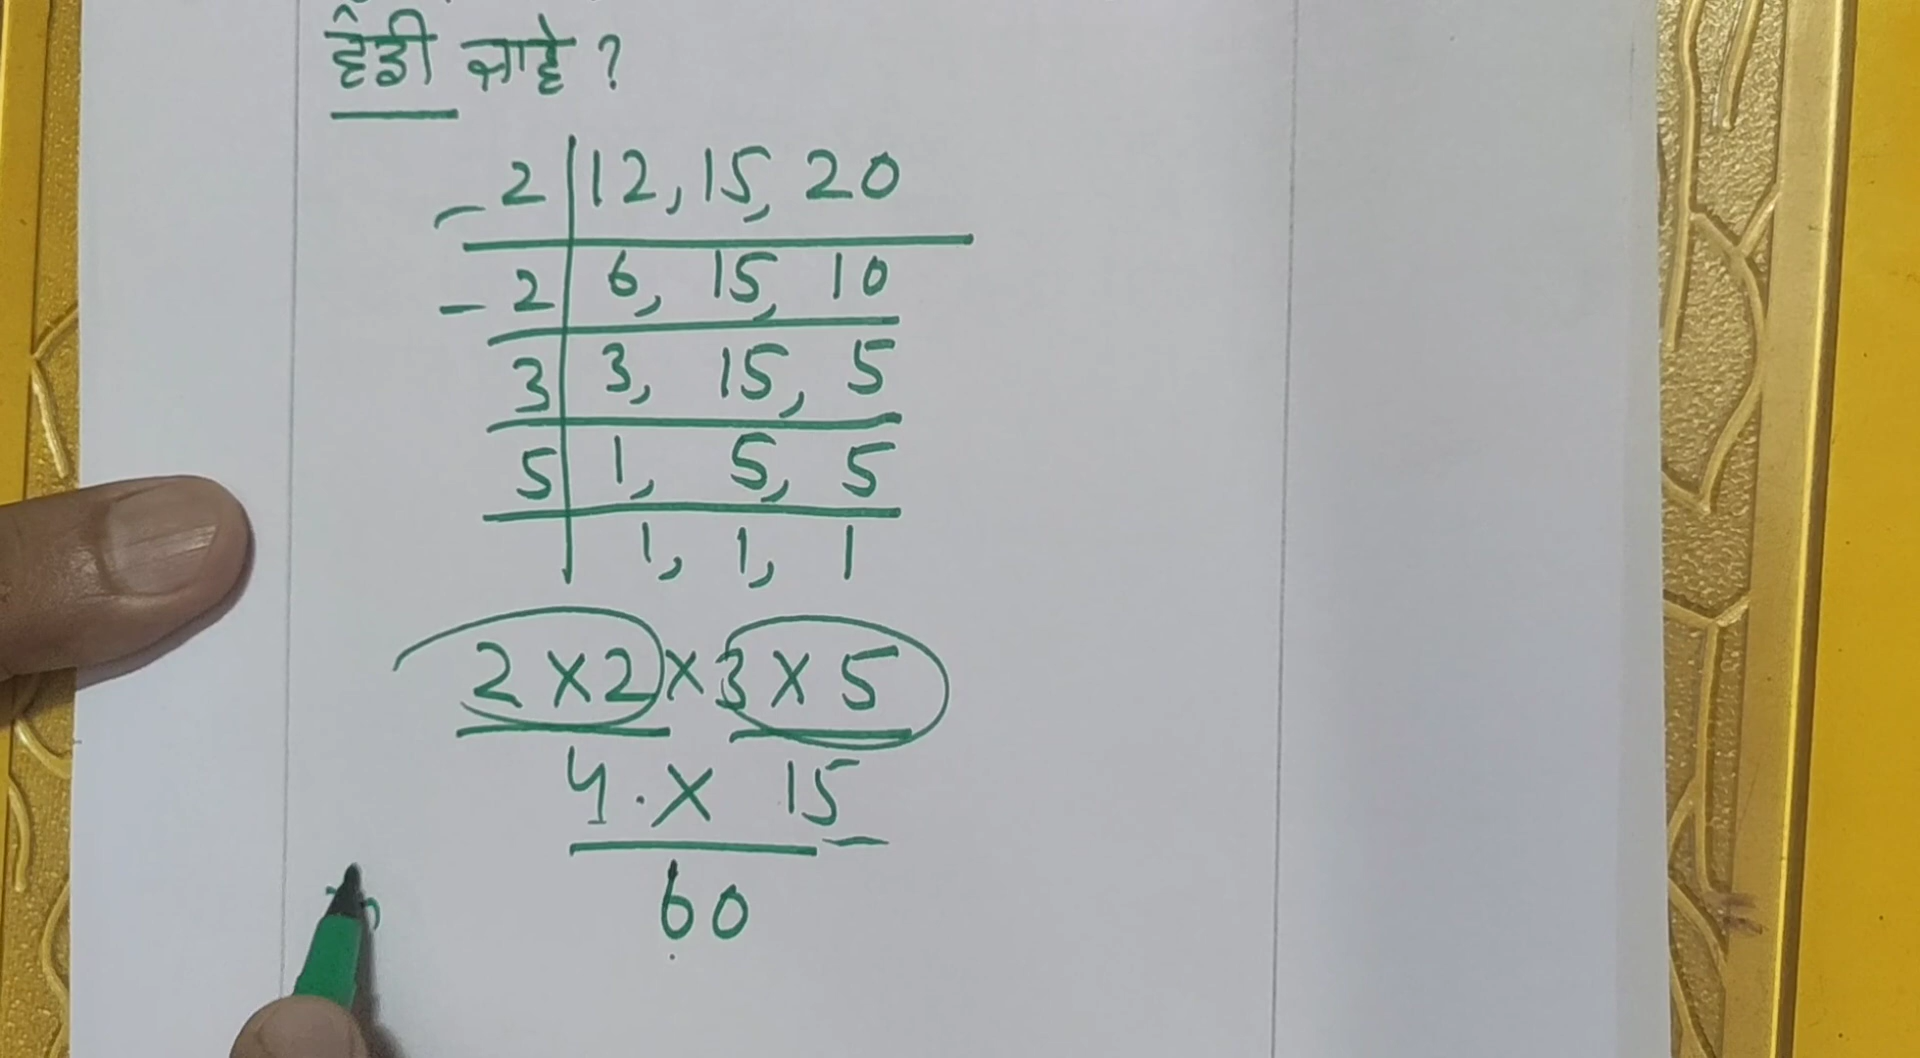 हेडी जाहे ?
2 | 12, 15, 20
2 | 6, 15, 10
3 | 3, 15, 5
5 | 1, 5, 5
1, 1, 1
2 × 2 × 3 × 5
4 . × 15
60